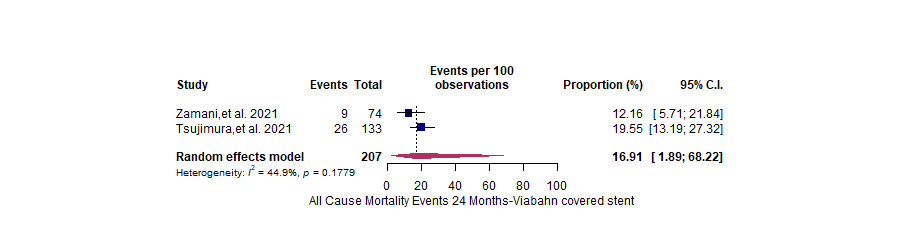 Events per 100
Study Events Total observations Proportion (%) 95% C.I.
Zamani,et al. 2021 9 74 12.16 [ 5.71; 21.84]
Tsujimura,et al. 2021 26 133 19.55 [13.19; 27.32]
Random effects model 207 16.91 [ 1.89; 68.22]
Heterogeneity: I² = 44.9%, p = 0.1779
0 20 40 60 80 100
All Cause Mortality Events 24 Months-Viabahn covered stent